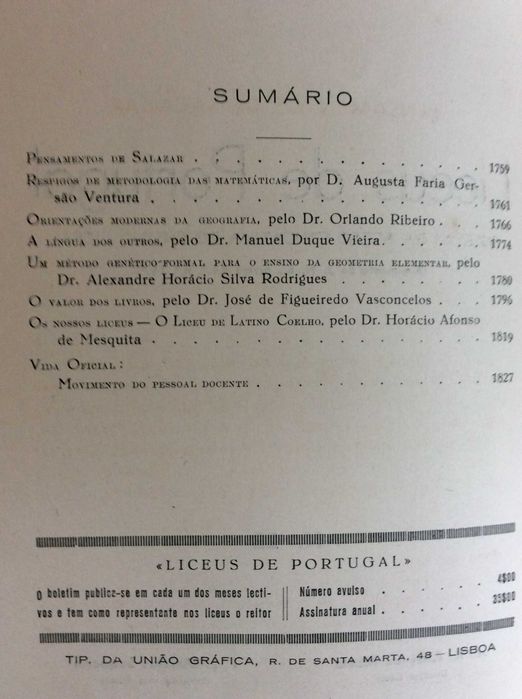 SUMÁRIO
PENSAMENTOS DE SALAZAR . . . . . . . . . . . . 1759
RESPIGOS DE METODOLOGIA DAS MATEMÁTICAS, por D. Augusta Faria Ger-
são Ventura . . . . . . . . . . . . . 1761
ORIENTAÇÕES MODERNAS DA GEOGRAFIA, pelo Dr. Orlando Ribeiro . . . 1766
A LÍNGUA DOS OUTROS, pelo Dr. Manuel Duque Vieira. . . . . . 1774
UM MÉTODO GENÉTICO-FORMAL PARA O ENSINO DA GEOMETRIA ELEMENTAR, pelo
Dr. Alexandre Horácio Silva Rodrigues . . . . . . . 1780
O VALOR DOS LIVROS, pelo Dr. José de Figueiredo Vasconcelos . . . 1796
OS NOSSOS LICEUS — O LICEU DE LATINO COELHO, pelo Dr. Horácio Afonso
de Mesquita . . . . . . . . . . . . . 1819
VIDA OFICIAL :
MOVIMENTO DO PESSOAL DOCENTE . . . . . . . . . 1827
«LICEUS DE PORTUGAL»
O boletim publica-se em cada um dos meses lecti-
vos e tem como representante nos liceus o reitor
Número avulso . . . . . 4$00
Assinatura anual . . . . .
TIP. DA UNIÃO GRÁFICA, R. DE SANTA MARTA, 48 — LISBOA